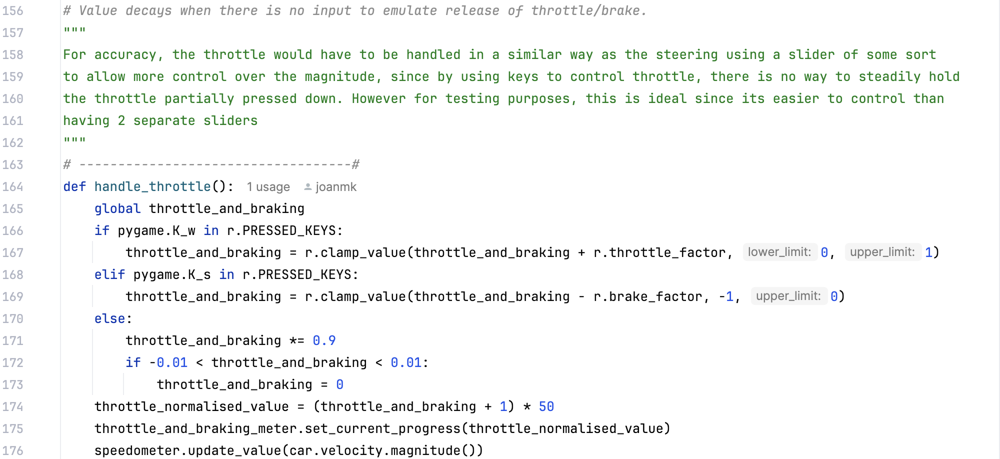 156 # Value decays when there is no input to emulate release of throttle/brake.
157 """
158 For accuracy, the throttle would have to be handled in a similar way as the steering using a slider of some sort
159 to allow more control over the magnitude, since by using keys to control throttle, there is no way to steadily hold
160 the throttle partially pressed down. However for testing purposes, this is ideal since its easier to control than
161 having 2 separate sliders
162 """
163 # -----------------------------------#
164 def handle_throttle(): 1 usage joanmk
165     global throttle_and_braking
166     if pygame.K_w in r.PRESSED_KEYS:
167         throttle_and_braking = r.clamp_value(throttle_and_braking + r.throttle_factor, lower_limit: 0, upper_limit: 1)
168     elif pygame.K_s in r.PRESSED_KEYS:
169         throttle_and_braking = r.clamp_value(throttle_and_braking - r.brake_factor, -1, upper_limit: 0)
170     else:
171         throttle_and_braking *= 0.9
172         if -0.01 < throttle_and_braking < 0.01:
173             throttle_and_braking = 0
174     throttle_normalised_value = (throttle_and_braking + 1) * 50
175     throttle_and_braking_meter.set_current_progress(throttle_normalised_value)
176     speedometer.update_value(car.velocity.magnitude())